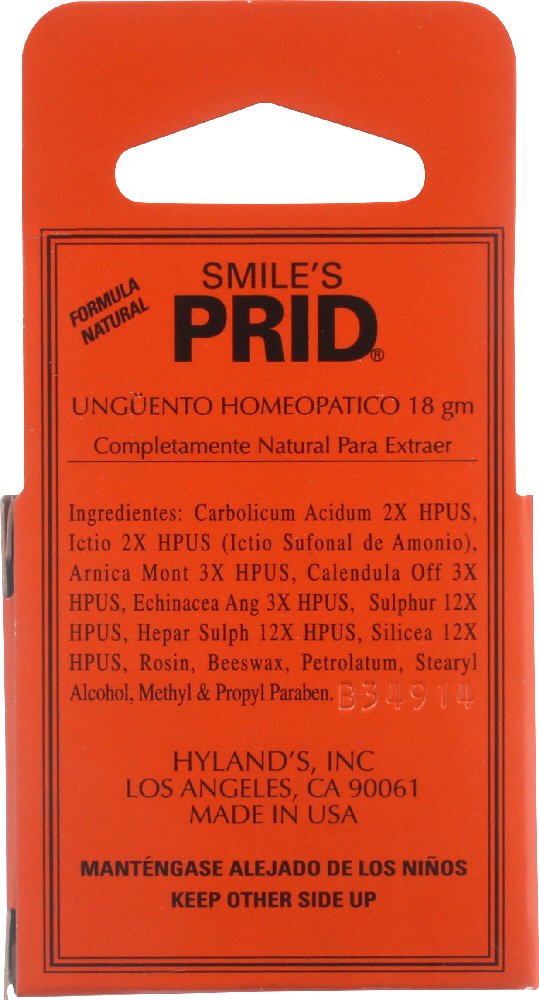 FORMULA
NATURAL
SMILE'S
PRID®
UNGÜENTO HOMEOPATICO 18 gm
Completamente Natural Para Extraer
Ingredientes: Carbolicum Acidum 2X HPUS,
Ictio 2X HPUS (Ictio Sufonal de Amonio),
Arnica Mont 3X HPUS, Calendula Off 3X
HPUS, Echinacea Ang 3X HPUS, Sulphur 12X
HPUS, Hepar Sulph 12X HPUS, Silicea 12X
HPUS, Rosin, Beeswax, Petrolatum, Stearyl
Alcohol, Methyl & Propyl Paraben. B34914
HYLAND'S, INC
LOS ANGELES, CA 90061
MADE IN USA
MANTÉNGASE ALEJADO DE LOS NIÑOS
KEEP OTHER SIDE UP